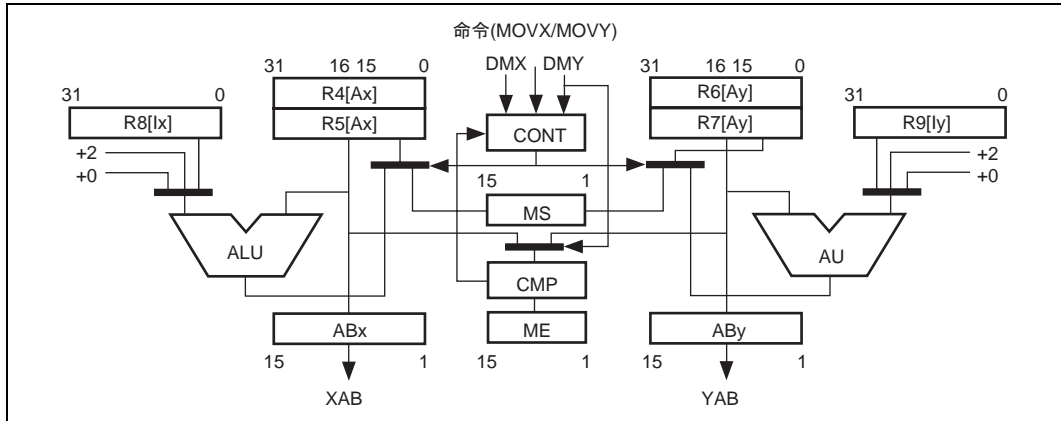 命令(MOVX/MOVY)
DMX DMY
31 16 15 0
R4[Ax]
R5[Ax]
31 0
R8[Ix]
+2
+0
CONT
31 16 15 0
R6[Ay]
R7[Ay]
31 0
R9[Iy]
+2
+0
15 1
MS
ALU
AU
CMP
ME
15 1
ABx
15 1
XAB
ABy
15 1
YAB